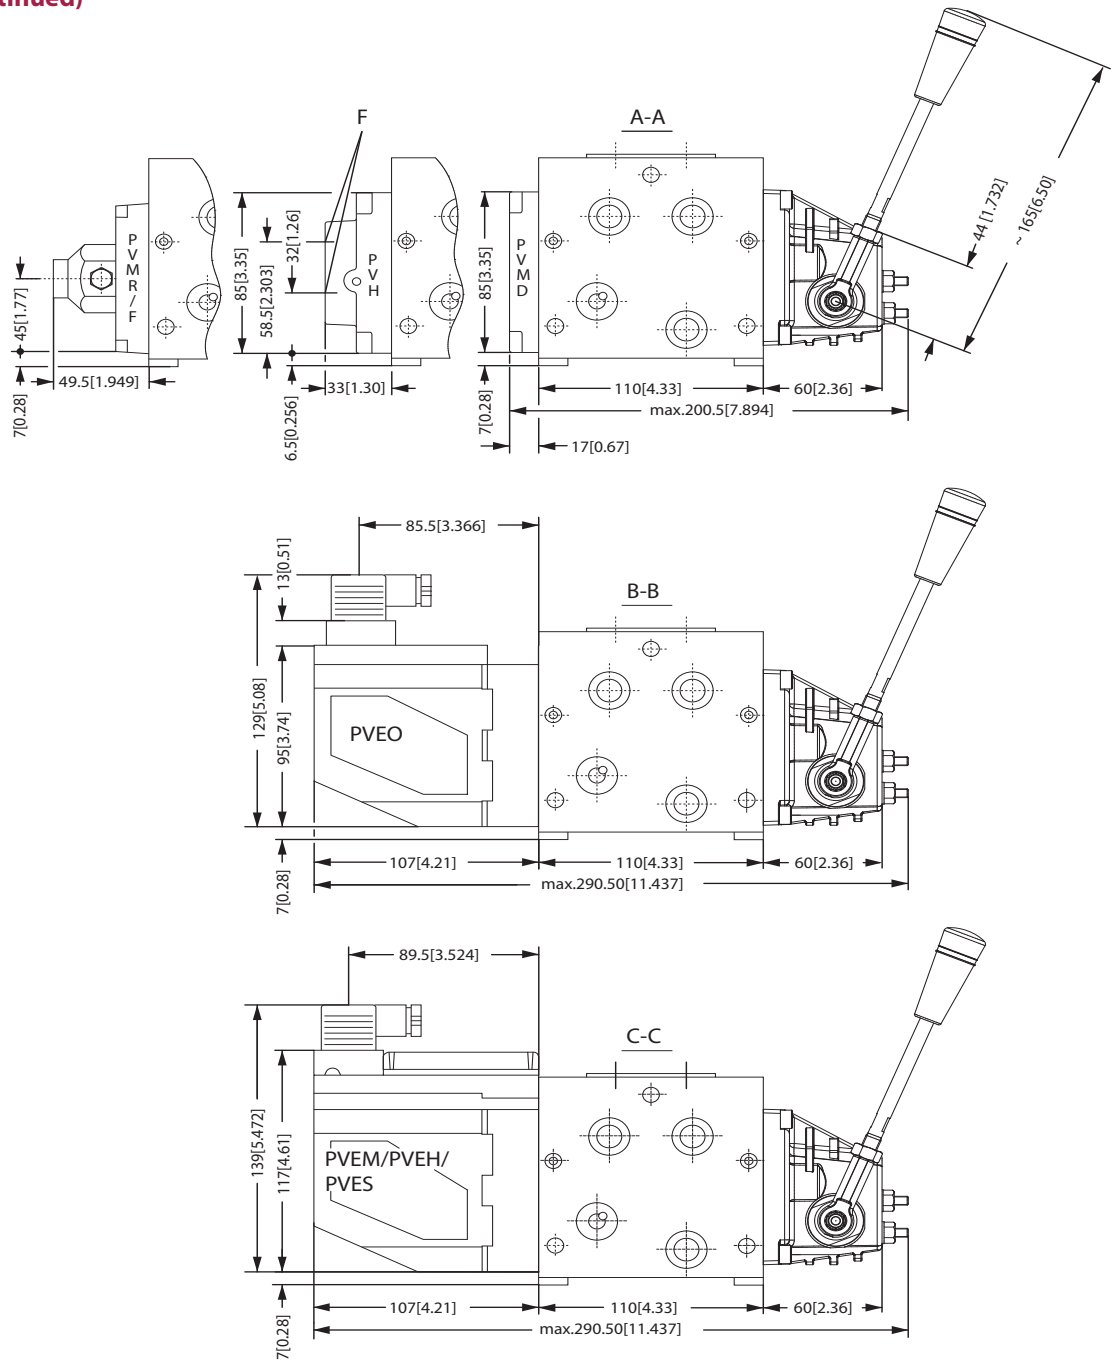 tinued)
F
A-A
PVMR/F
PVH
PVMD
45[1.77]
7[0.28]
49.5[1.949]
85[3.35]
58.5[2.303]
32[1.26]
6.5[0.256]
33[1.30]
85[3.35]
7[0.28]
110[4.33]
60[2.36]
max.200.5[7.894]
17[0.67]
44 [1.732]
~ 165[6.50]
85.5[3.366]
13[0.51]
B-B
129[5.08]
95[3.74]
PVEO
7[0.28]
107[4.21]
110[4.33]
60[2.36]
max.290.50[11.437]
89.5[3.524]
C-C
139[5.472]
117[4.61]
PVEM/PVEH/
PVES
7[0.28]
107[4.21]
110[4.33]
60[2.36]
max.290.50[11.437]